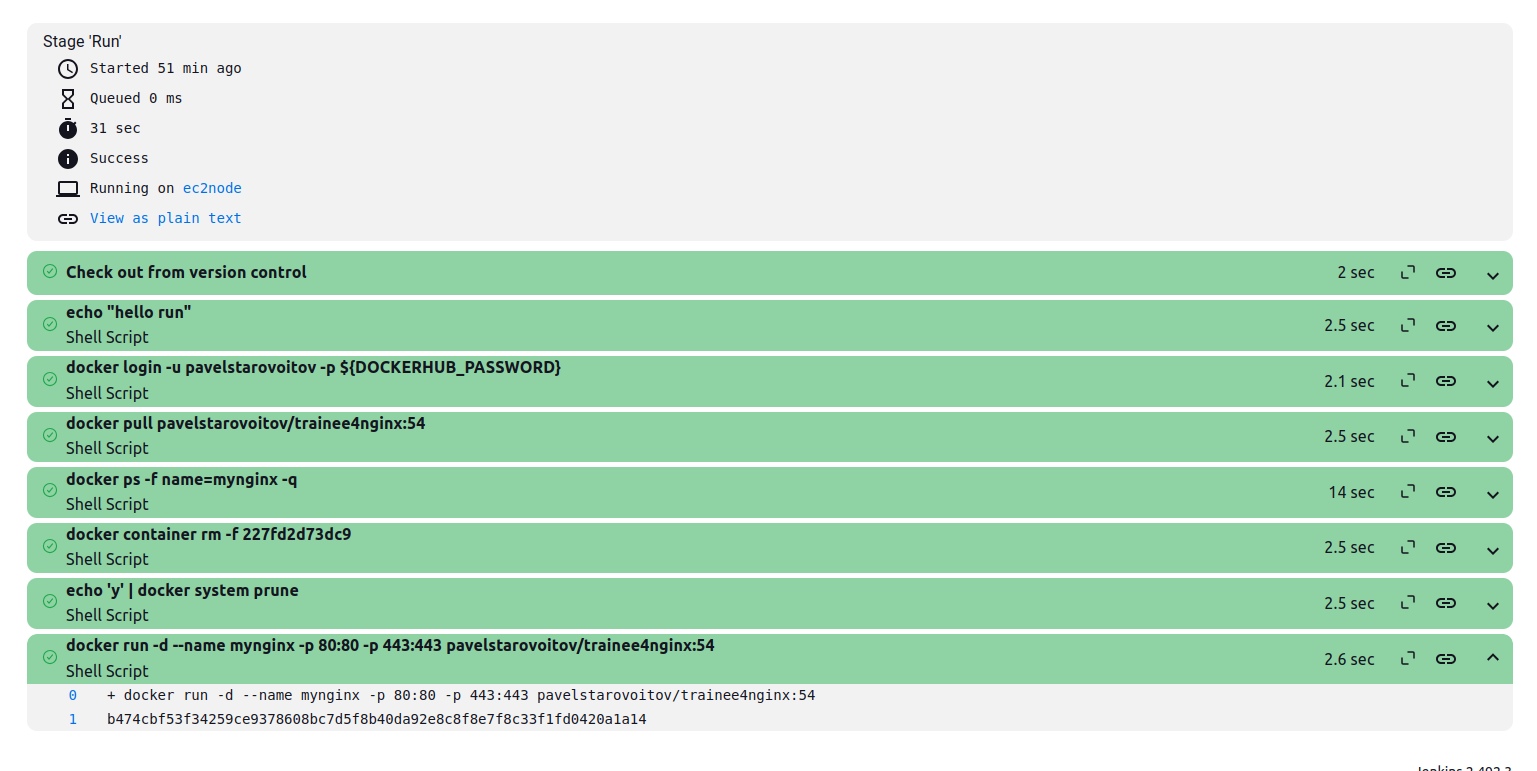 Stage 'Run'
Started 51 min ago
Queued 0 ms
31 sec
Success
Running on ec2node
View as plain text
Check out from version control 2 sec
echo "hello run"
Shell Script 2.5 sec
docker login -u pavelstarovoitov -p ${DOCKERHUB_PASSWORD}
Shell Script 2.1 sec
docker pull pavelstarovoitov/trainee4nginx:54
Shell Script 2.5 sec
docker ps -f name=mynginx -q
Shell Script 14 sec
docker container rm -f 227fd2d73dc9
Shell Script 2.5 sec
echo 'y' | docker system prune
Shell Script 2.5 sec
docker run -d --name mynginx -p 80:80 -p 443:443 pavelstarovoitov/trainee4nginx:54
Shell Script 2.6 sec
0 + docker run -d --name mynginx -p 80:80 -p 443:443 pavelstarovoitov/trainee4nginx:54
1 b474cbf53f34259ce9378608bc7d5f8b40da92e8c8f8e7f8c33f1fd0420a1a14
Jenkins 2.492.3